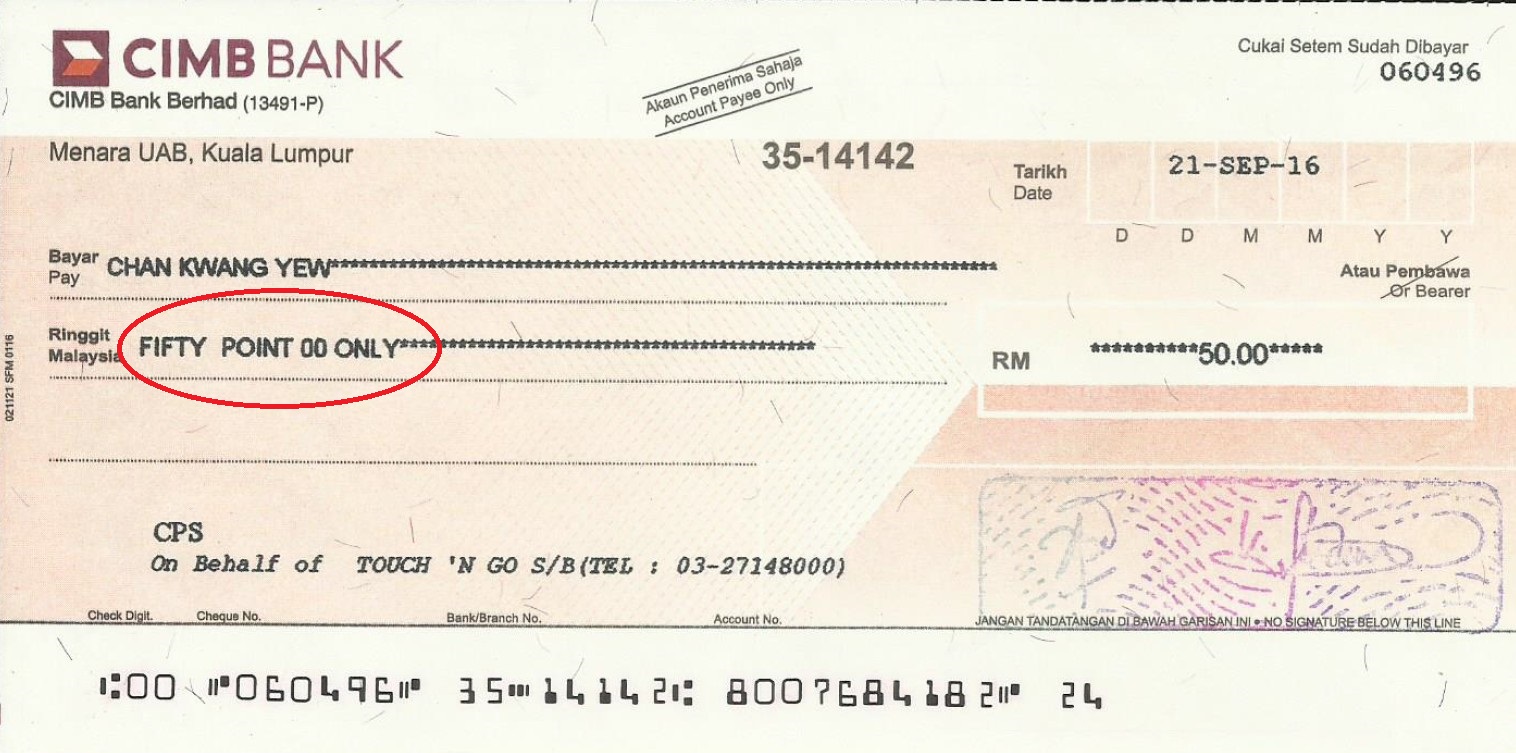 CIMB BANK
CIMB Bank Berhad (13491-P)
Akaun Penerima Sahaja
Account Payee Only
Cukai Setem Sudah Dibayar
060496
Menara UAB, Kuala Lumpur
35-14142
Tarikh
Date
21-SEP-16
D D M M Y Y
Bayar
Pay
CHAN KWANG YEW**********************************************************************
Atau Pembawa
Or Bearer
Ringgit
Malaysia
FIFTY POINT 00 ONLY********************************************
RM
**********50.00*****
021121 SFM 0116
CPS
On Behalf of TOUCH 'N GO S/B(TEL : 03-27148000)
Check Digit. Cheque No. Bank/Branch No. Account No.
JANGAN TANDATANGAN DI BAWAH GARISAN INI • NO SIGNATURE BELOW THIS LINE
⑆00 ⑈060496⑈ 35⑉14142⑆ 8007684182⑈ 24